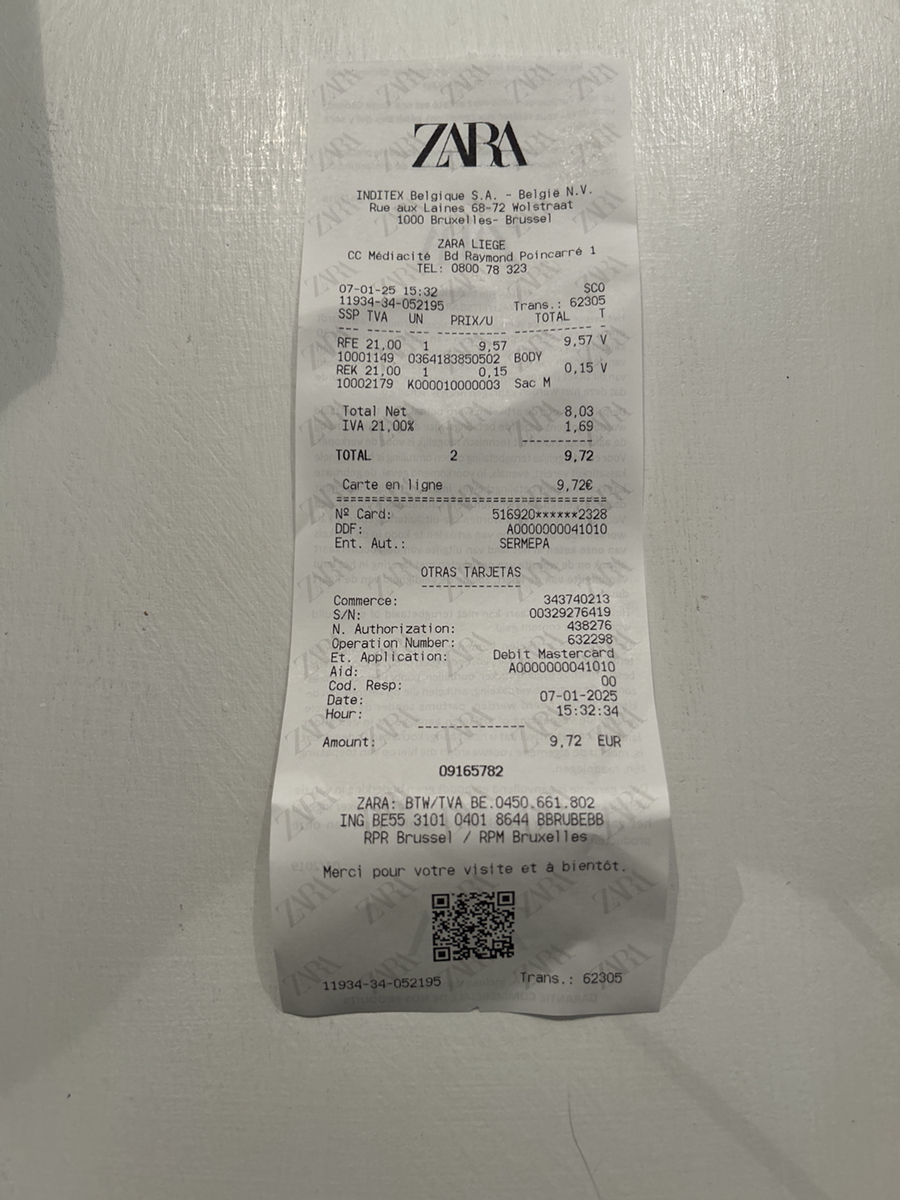 ZARA
INDITEX Belgique S.A. - België N.V.
Rue aux Laines 68-72 Wolstraat
1000 Bruxelles- Brussel
ZARA LIEGE
CC Médiacité Bd Raymond Poincarré 1
TEL: 0800 78 323
07-01-25 15:32 SCO
11934-34-052195 Trans.: 62305
SSP TVA UN PRIX/U TOTAL T
--- ----- --- ---------- ----------- -
RFE 21,00 1 9,57 9,57 V
10001149 0364183850502 BODY
REK 21,00 1 0,15 0,15 V
10002179 K000010000003 Sac M
Total Net 8,03
IVA 21,00% 1,69
----------
TOTAL 2 9,72
Carte en ligne 9,72€
======================================
Nº Card: 516920******2328
DDF: A0000000041010
Ent. Aut.: SERMEPA
OTRAS TARJETAS
--------------
Commerce: 343740213
S/N: 00329276419
N. Authorization: 438276
Operation Number: 632298
Et. Application: Debit Mastercard
Aid: A0000000041010
Cod. Resp: 00
Date: 07-01-2025
Hour: 15:32:34
--------------
Amount: 9,72 EUR
09165782
ZARA: BTW/TVA BE.0450.661.802
ING BE55 3101 0401 8644 BBRUBEBB
RPR Brussel / RPM Bruxelles
Merci pour votre visite et à bientôt.
11934-34-052195 Trans.: 62305